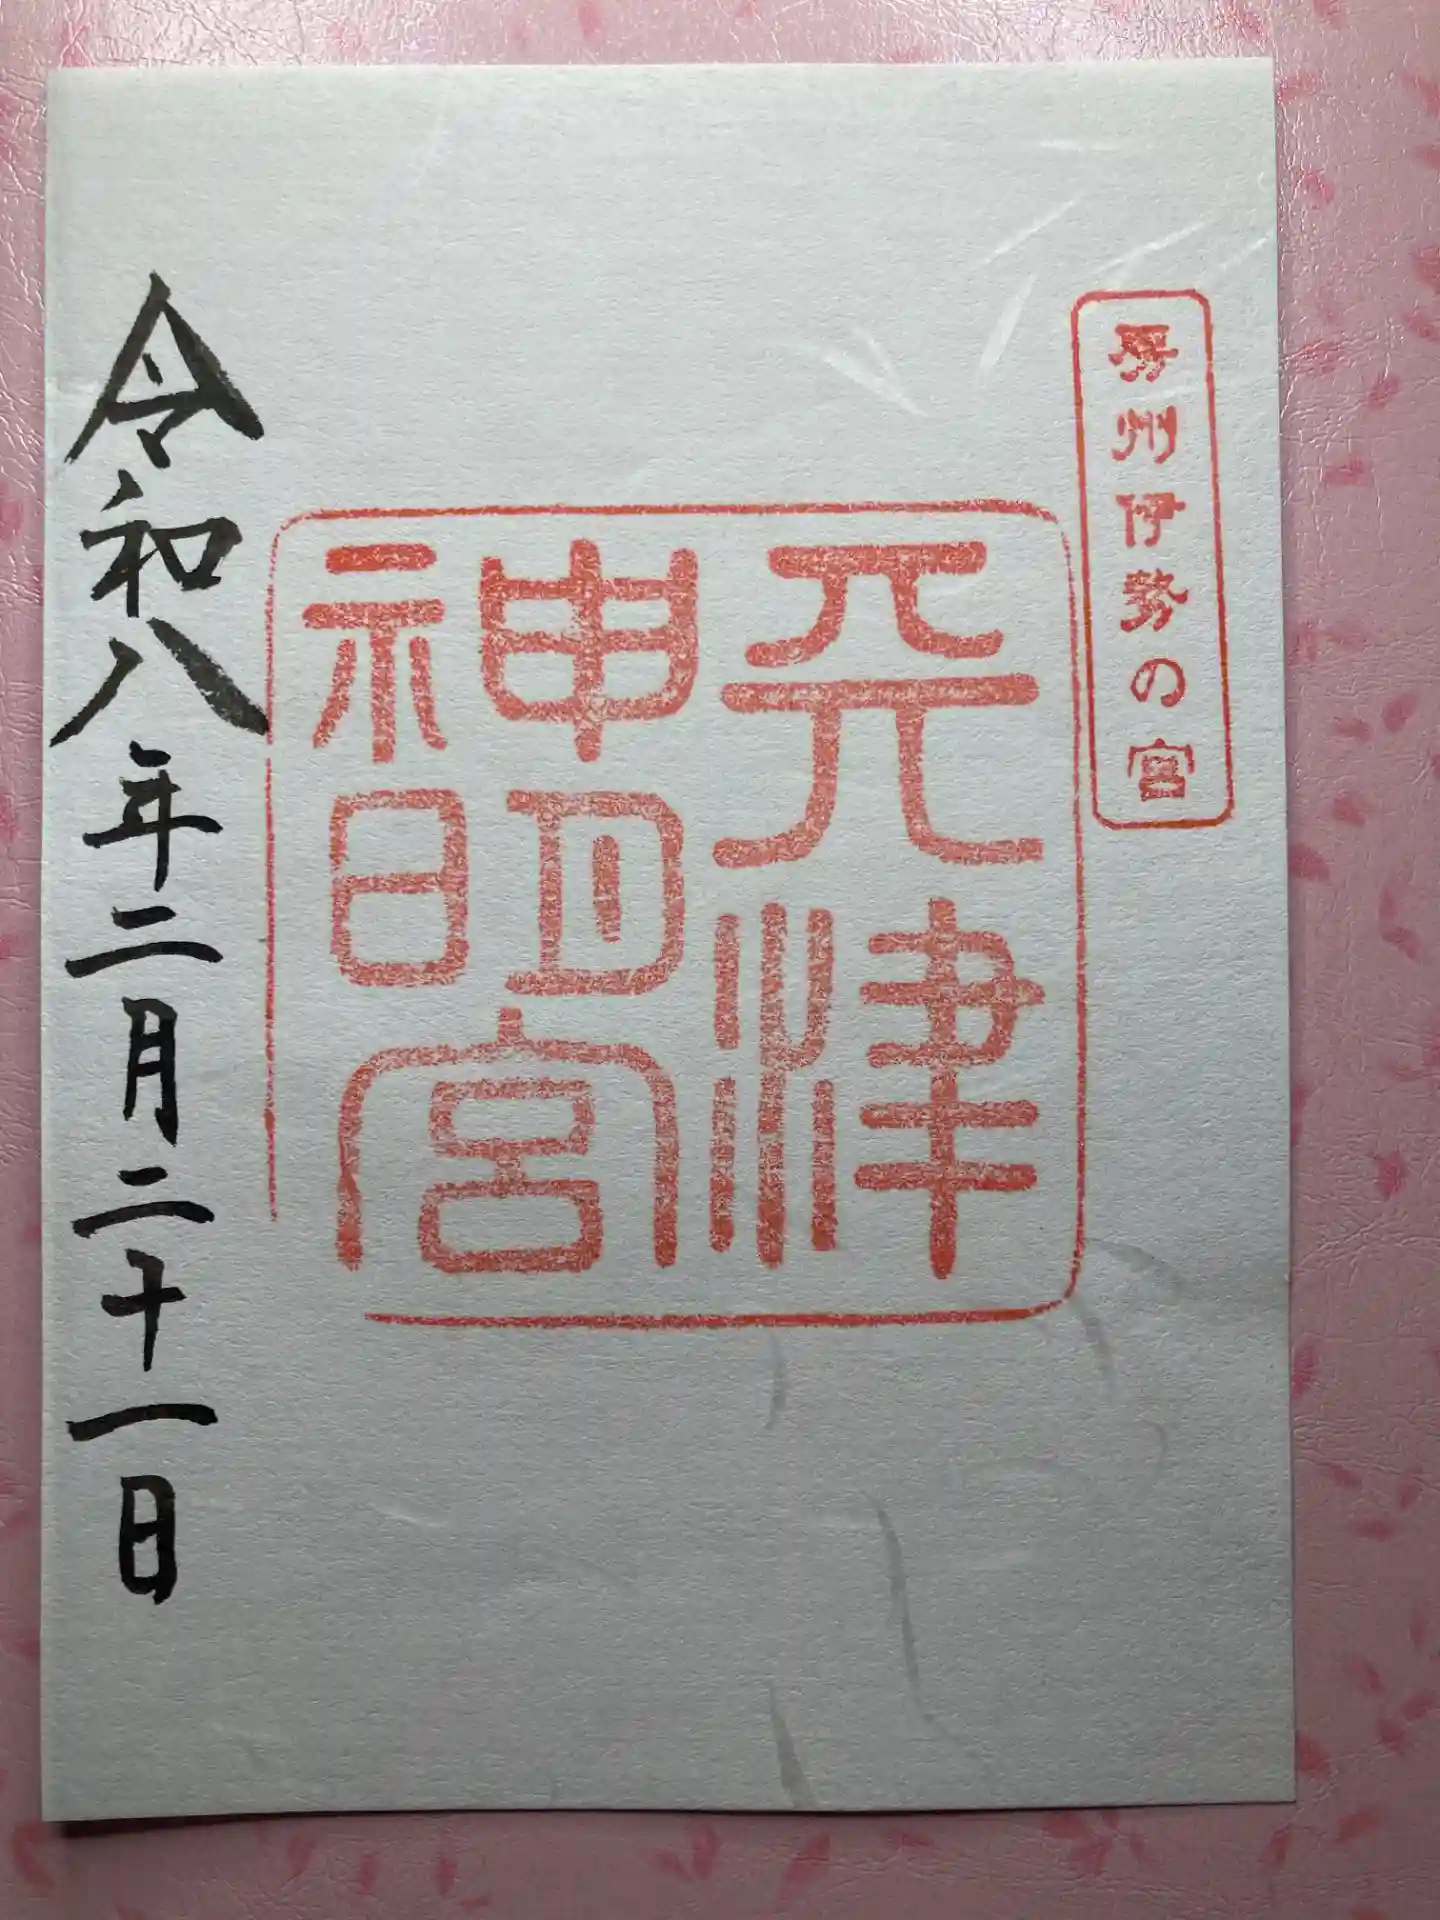 房州伊勢の宮
天津
神明宮
令和八年二月二十一日